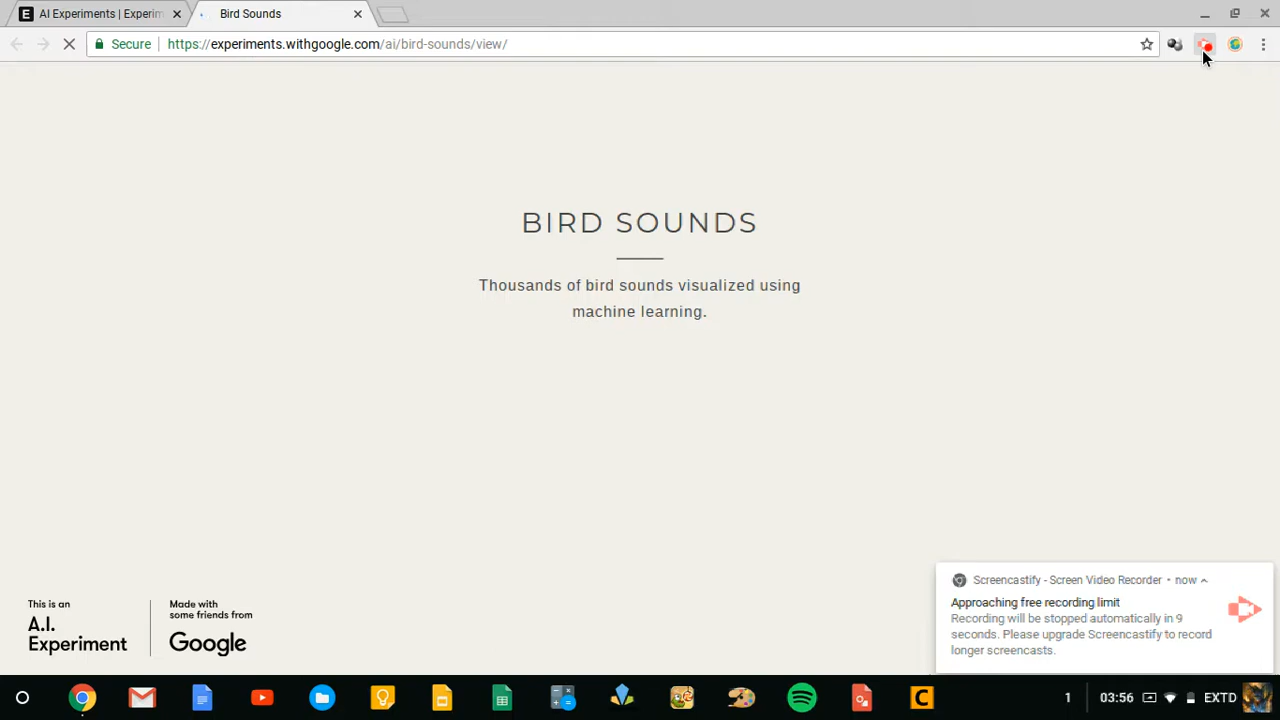 AI Experiments | Experim
Bird Sounds
Secure
https://experiments.withgoogle.com/ai/bird-sounds/view/
BIRD SOUNDS
Thousands of bird sounds visualized using
machine learning.
This is an
A.I.
Experiment
Made with
some friends from
Google
Screencastify - Screen Video Recorder • now
Approaching free recording limit
Recording will be stopped automatically in 9
seconds. Please upgrade Screencastify to record
longer screencasts.
1
03:56
EXTD